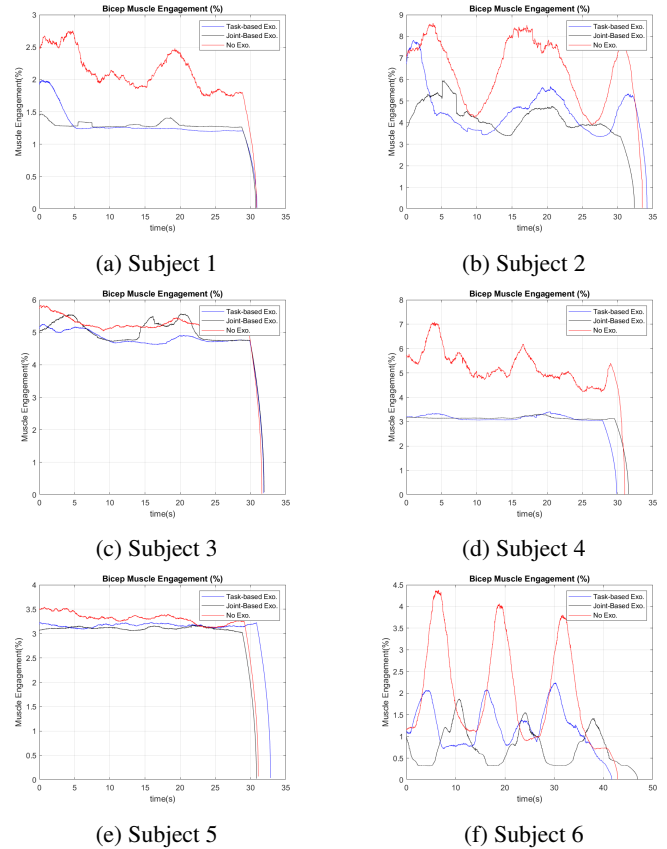 Bicep Muscle Engagement (%)
Muscle Engagement(%)
3
2.5
2
1.5
1
0.5
0
0 5 10 15 20 25 30 35
time(s)
Task-based Exo.
Joint-Based Exo.
No Exo.
(a) Subject 1
Bicep Muscle Engagement (%)
Muscle Engagement(%)
9
8
7
6
5
4
3
2
1
0
0 5 10 15 20 25 30 35
time(s)
Task-based Exo.
Joint-Based Exo.
No Exo.
(b) Subject 2
Bicep Muscle Engagement (%)
Muscle Engagement(%)
6
5
4
3
2
1
0
0 5 10 15 20 25 30 35
time(s)
Task-based Exo.
Joint-Based Exo.
No Exo.
(c) Subject 3
Bicep Muscle Engagement (%)
Muscle Engagement(%)
8
7
6
5
4
3
2
1
0
0 5 10 15 20 25 30 35
time(s)
Task-based Exo.
Joint-Based Exo.
No Exo.
(d) Subject 4
Bicep Muscle Engagement (%)
Muscle Engagement(%)
4
3.5
3
2.5
2
1.5
1
0.5
0
0 5 10 15 20 25 30 35
time(s)
Task-based Exo.
Joint-Based Exo.
No Exo.
(e) Subject 5
Bicep Muscle Engagement (%)
Muscle Engagement(%)
4.5
4
3.5
3
2.5
2
1.5
1
0.5
0
0 10 20 30 40 50
time(s)
Task-based Exo.
Joint-Based Exo.
No Exo.
(f) Subject 6